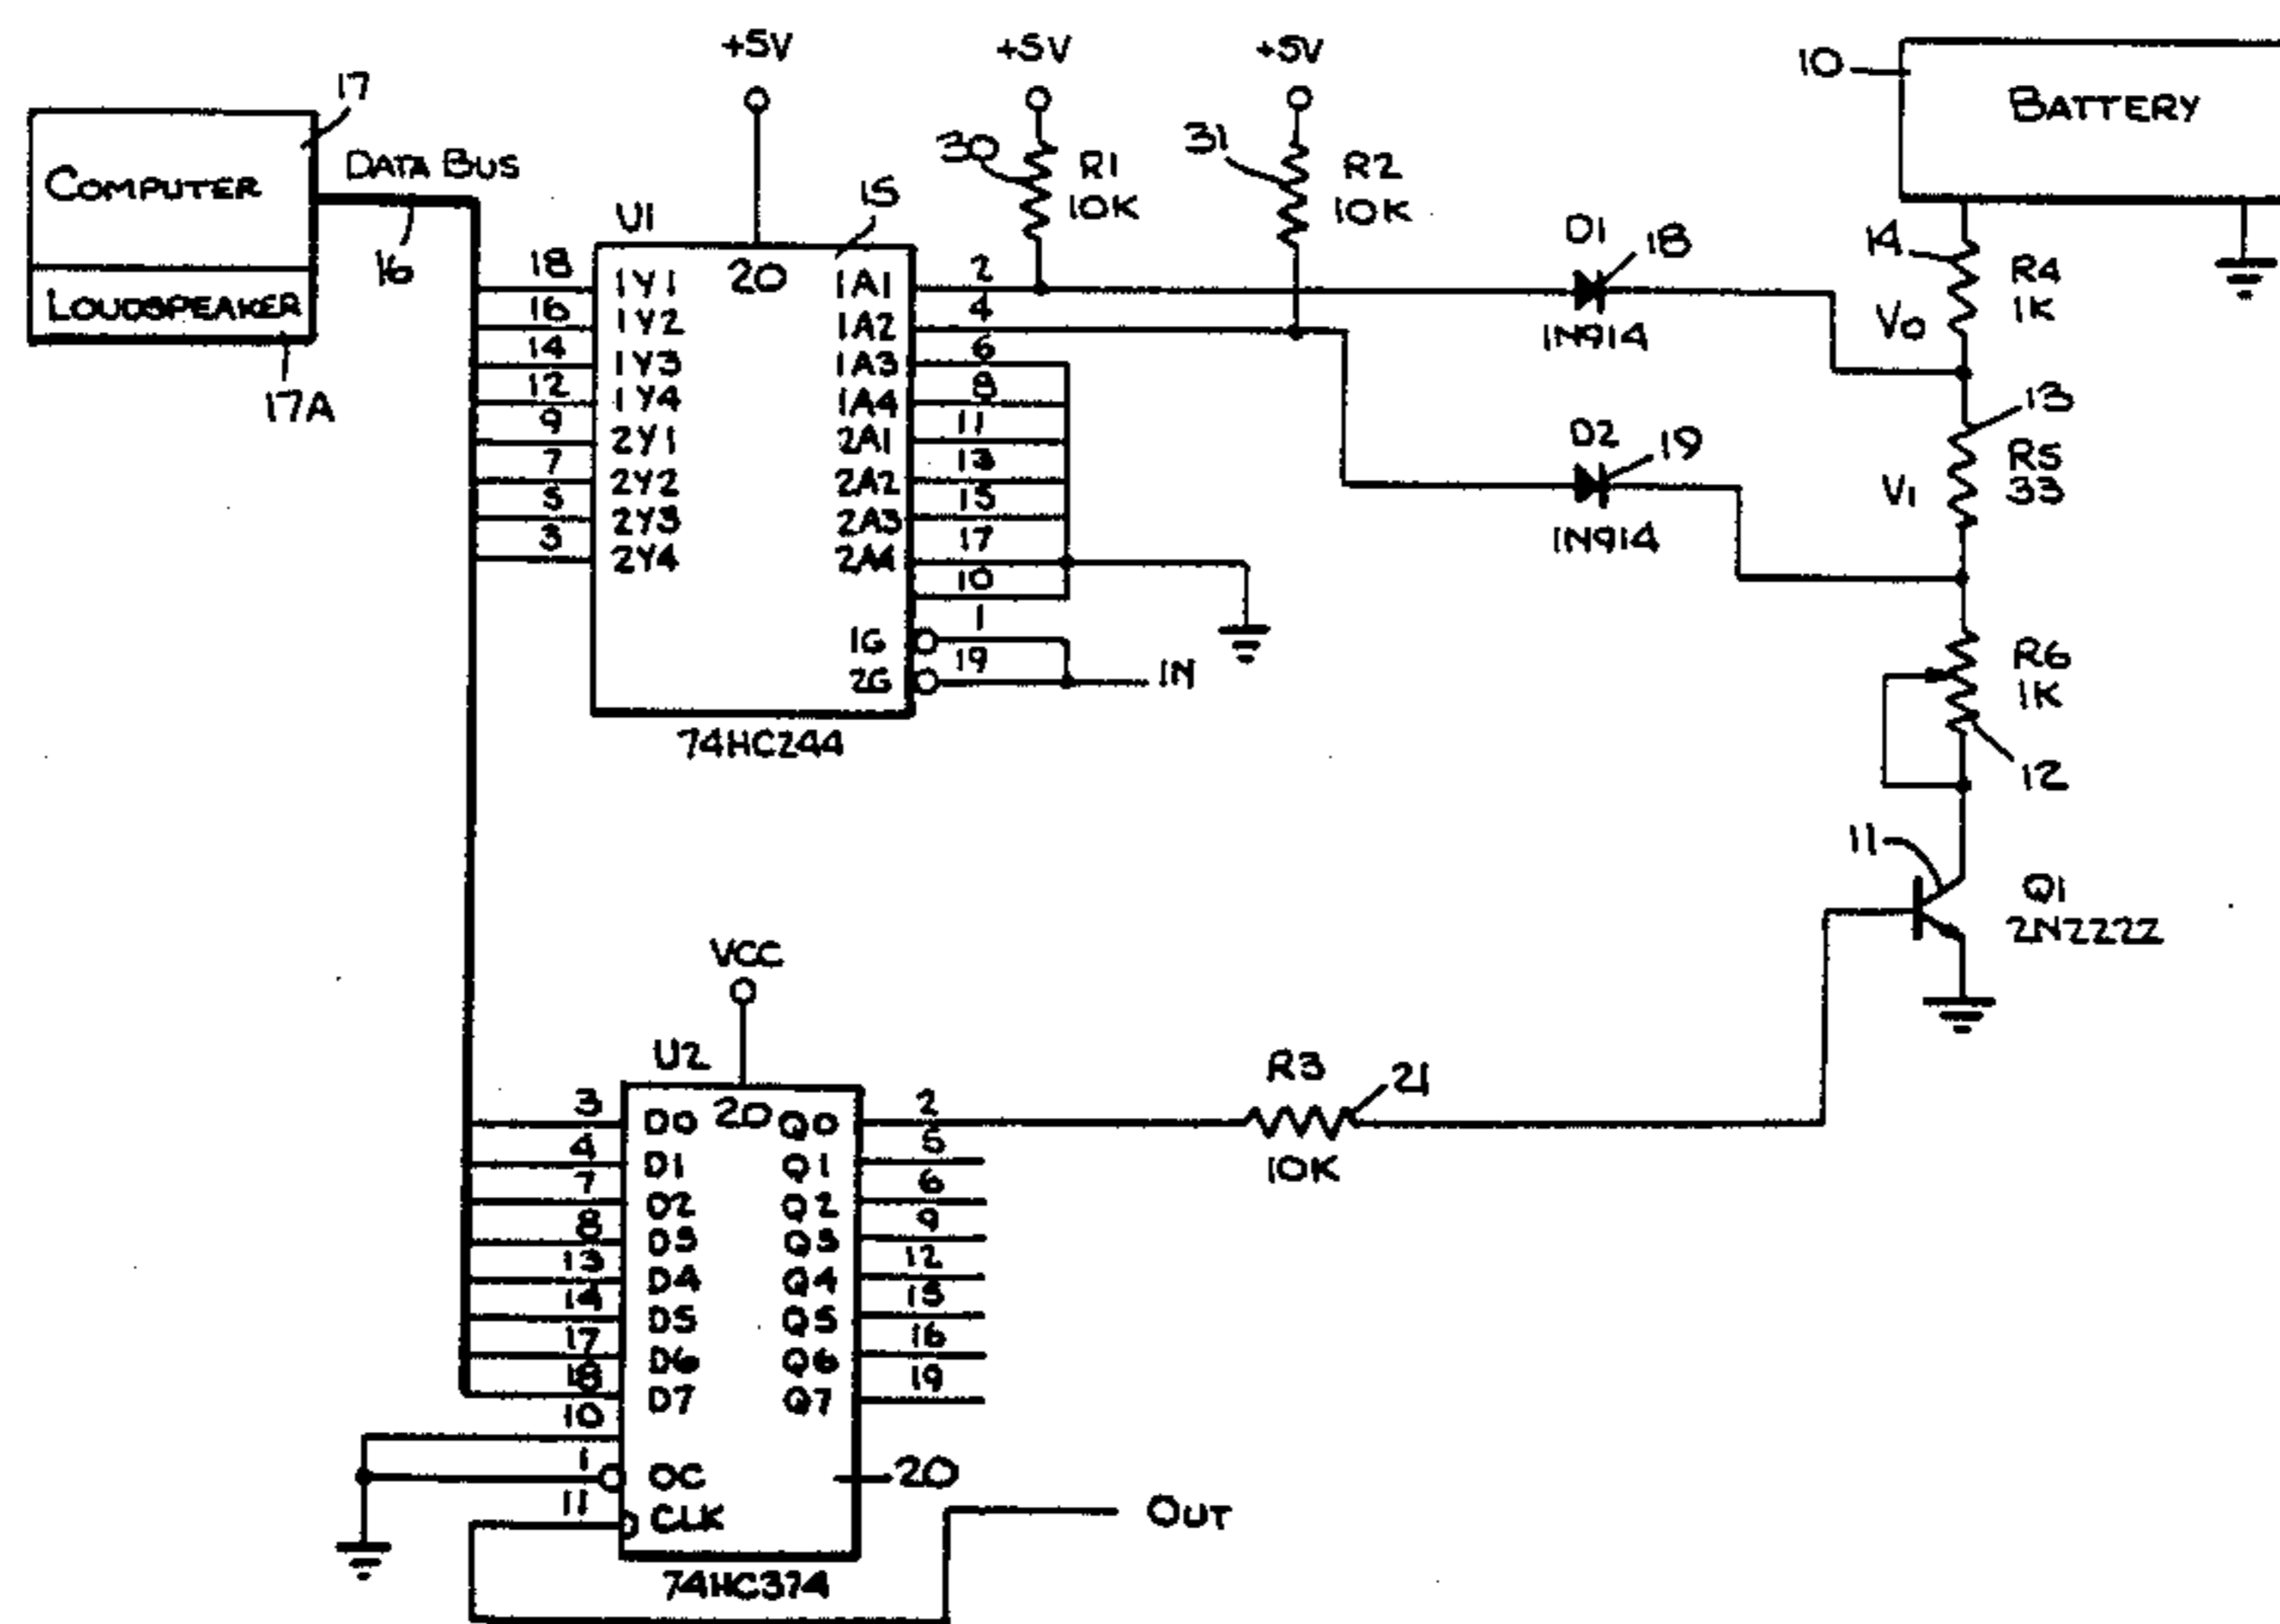 +5V
+5V
+5V
10
BATTERY
17
COMPUTER
DATA BUS
16
LOUDSPEAKER
17A
U1
15
20
30
R1
10K
31
R2
10K
D1
18
1N914
14
R4
1K
V0
18 1Y1 1A1 2
16 1Y2 1A2 4
14 1Y3 1A3 6
12 1Y4 1A4 8
9 2Y1 2A1 11
7 2Y2 2A2 13
5 2Y3 2A3 15
3 2Y4 2A4 17
10
1G 1
2G 19
IN
74HC244
D2
19
1N914
13
R5
33
V1
R6
1K
12
11
Q1
2N2222
VCC
U2
20
3 D0 Q0 2
4 D1 Q1 5
7 D2 Q2 6
8 D3 Q3 9
13 D4 Q4 12
14 D5 Q5 15
17 D6 Q6 16
18 D7 Q7 19
10
1 OC
20
11 CLK
OUT
74HC374
R3
21
10K